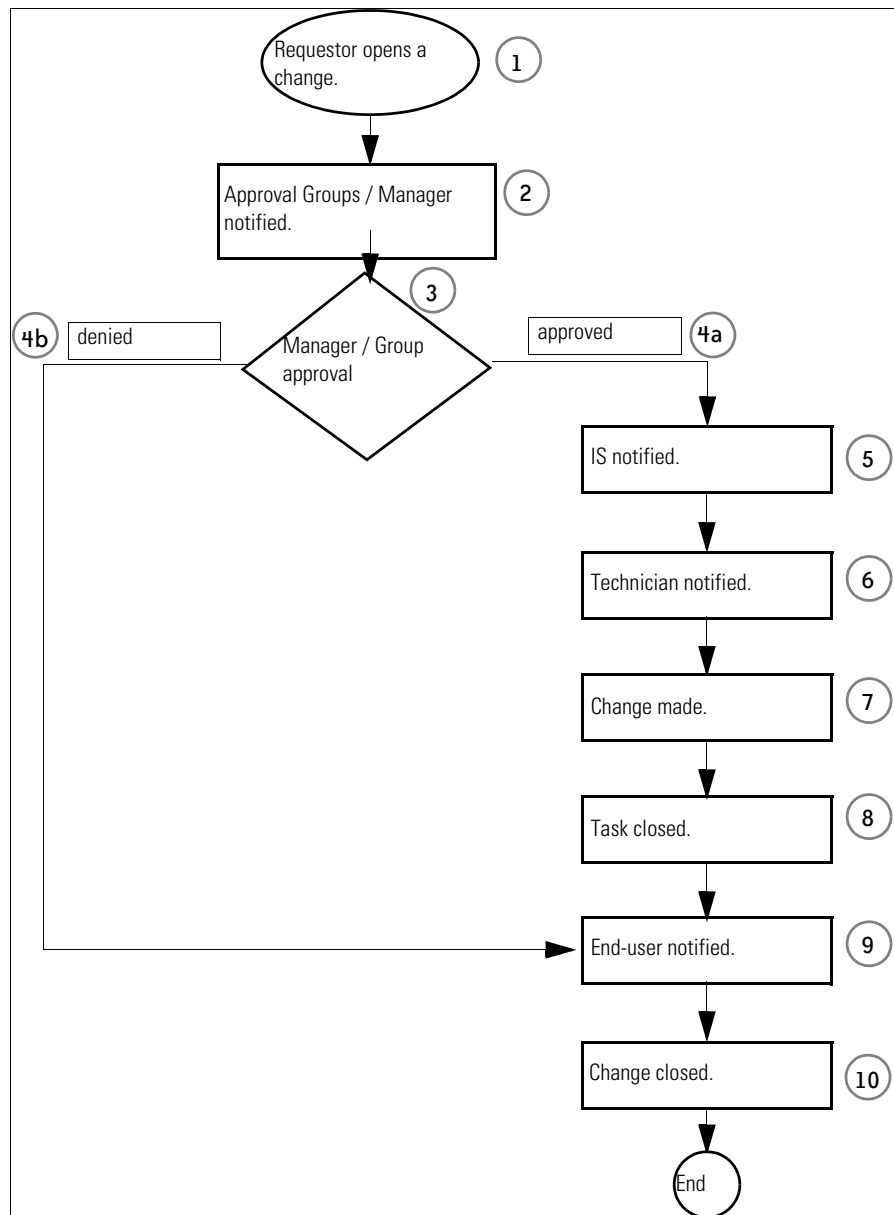 Requestor opens a
change.
1
Approval Groups / Manager
notified.
2
3
4b
denied
Manager / Group
approval
approved
4a
IS notified.
5
Technician notified.
6
Change made.
7
Task closed.
8
End-user notified.
9
Change closed.
10
End